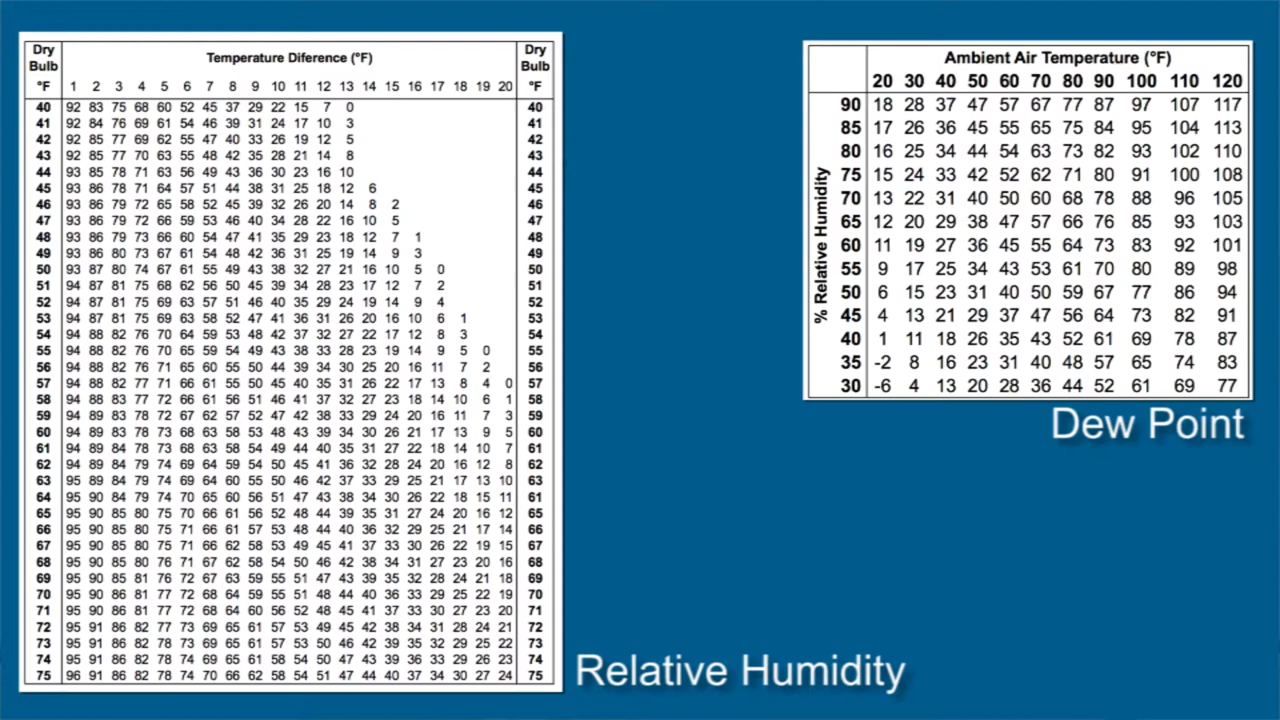 Dry Bulb °F
Temperature Diference (°F)
Dry Bulb °F
1 2 3 4 5 6 7 8 9 10 11 12 13 14 15 16 17 18 19 20
40 92 83 75 68 60 52 45 37 29 22 15 7 0 40
41 92 84 76 69 61 54 46 39 31 24 17 10 3 41
42 92 85 77 69 62 55 47 40 33 26 19 12 5 42
43 92 85 77 70 63 55 48 42 35 28 21 14 8 43
44 93 85 78 71 63 56 49 43 36 30 23 16 10 44
45 93 86 78 71 64 57 51 44 38 31 25 18 12 6 45
46 93 86 79 72 65 58 52 45 39 32 26 20 14 8 2 46
47 93 86 79 72 66 59 53 46 40 34 28 22 16 10 5 47
48 93 86 79 73 66 60 54 47 41 35 29 23 18 12 7 1 48
49 93 86 80 73 67 61 54 48 42 36 31 25 19 14 9 3 49
50 93 87 80 74 67 61 55 49 43 38 32 27 21 16 10 5 0 50
51 94 87 81 75 68 62 56 50 45 39 34 28 23 17 12 7 2 51
52 94 87 81 75 69 63 57 51 46 40 35 29 24 19 14 9 4 52
53 94 87 81 75 69 63 58 52 47 41 36 31 26 20 16 10 6 1 53
54 94 88 82 76 70 64 59 53 48 42 37 32 27 22 17 12 8 3 54
55 94 88 82 76 70 65 59 54 49 43 38 33 28 23 19 14 9 5 0 55
56 94 88 82 76 71 65 60 55 50 44 39 34 30 25 20 16 11 7 2 56
57 94 88 82 77 71 66 61 55 50 45 40 35 31 26 22 17 13 8 4 0 57
58 94 88 83 77 72 66 61 56 51 46 41 37 32 27 23 18 14 10 6 1 58
59 94 89 83 78 72 67 62 57 52 47 42 38 33 29 24 20 16 11 7 3 59
60 94 89 83 78 73 68 63 58 53 48 43 39 34 30 26 21 17 13 9 5 60
61 94 89 84 78 73 68 63 58 54 49 44 40 35 31 27 22 18 14 10 7 61
62 94 89 84 79 74 69 64 59 54 50 45 41 36 32 28 24 20 16 12 8 62
63 95 89 84 79 74 69 64 60 55 50 46 42 37 33 29 25 21 17 13 10 63
64 95 90 84 79 74 70 65 60 56 51 47 43 38 34 30 26 22 18 15 11 61
65 95 90 85 80 75 70 66 61 56 52 48 44 39 35 31 27 24 20 16 12 65
66 95 90 85 80 75 71 66 61 57 53 48 44 40 36 32 29 25 21 17 14 66
67 95 90 85 80 75 71 66 62 58 53 49 45 41 37 33 30 26 22 19 15 67
68 95 90 85 80 76 71 67 62 58 54 50 46 42 38 34 31 27 23 20 16 68
69 95 90 85 81 76 72 67 63 59 55 51 47 43 39 35 32 28 24 21 18 69
70 95 90 86 81 77 72 68 64 59 55 51 48 44 40 36 33 29 25 22 19 70
71 95 90 86 81 77 72 68 64 60 56 52 48 45 41 37 33 30 27 23 20 71
72 95 91 86 82 77 73 69 65 61 57 53 49 45 42 38 34 31 28 24 21 72
73 95 91 86 82 78 73 69 65 61 57 53 50 46 42 39 35 32 29 25 22 73
74 95 91 86 82 78 74 69 65 61 58 54 50 47 43 39 36 33 29 26 23 74
75 96 91 86 82 78 74 70 66 62 58 54 51 47 44 40 37 34 30 27 24 75
Relative Humidity
Ambient Air Temperature (°F)
20 30 40 50 60 70 80 90 100 110 120
% Relative Humidity
90 18 28 37 47 57 67 77 87 97 107 117
85 17 26 36 45 55 65 75 84 95 104 113
80 16 25 34 44 54 63 73 82 93 102 110
75 15 24 33 42 52 62 71 80 91 100 108
70 13 22 31 40 50 60 68 78 88 96 105
65 12 20 29 38 47 57 66 76 85 93 103
60 11 19 27 36 45 55 64 73 83 92 101
55 9 17 25 34 43 53 61 70 80 89 98
50 6 15 23 31 40 50 59 67 77 86 94
45 4 13 21 29 37 47 56 64 73 82 91
40 1 11 18 26 35 43 52 61 69 78 87
35 -2 8 16 23 31 40 48 57 65 74 83
30 -6 4 13 20 28 36 44 52 61 69 77
Dew Point